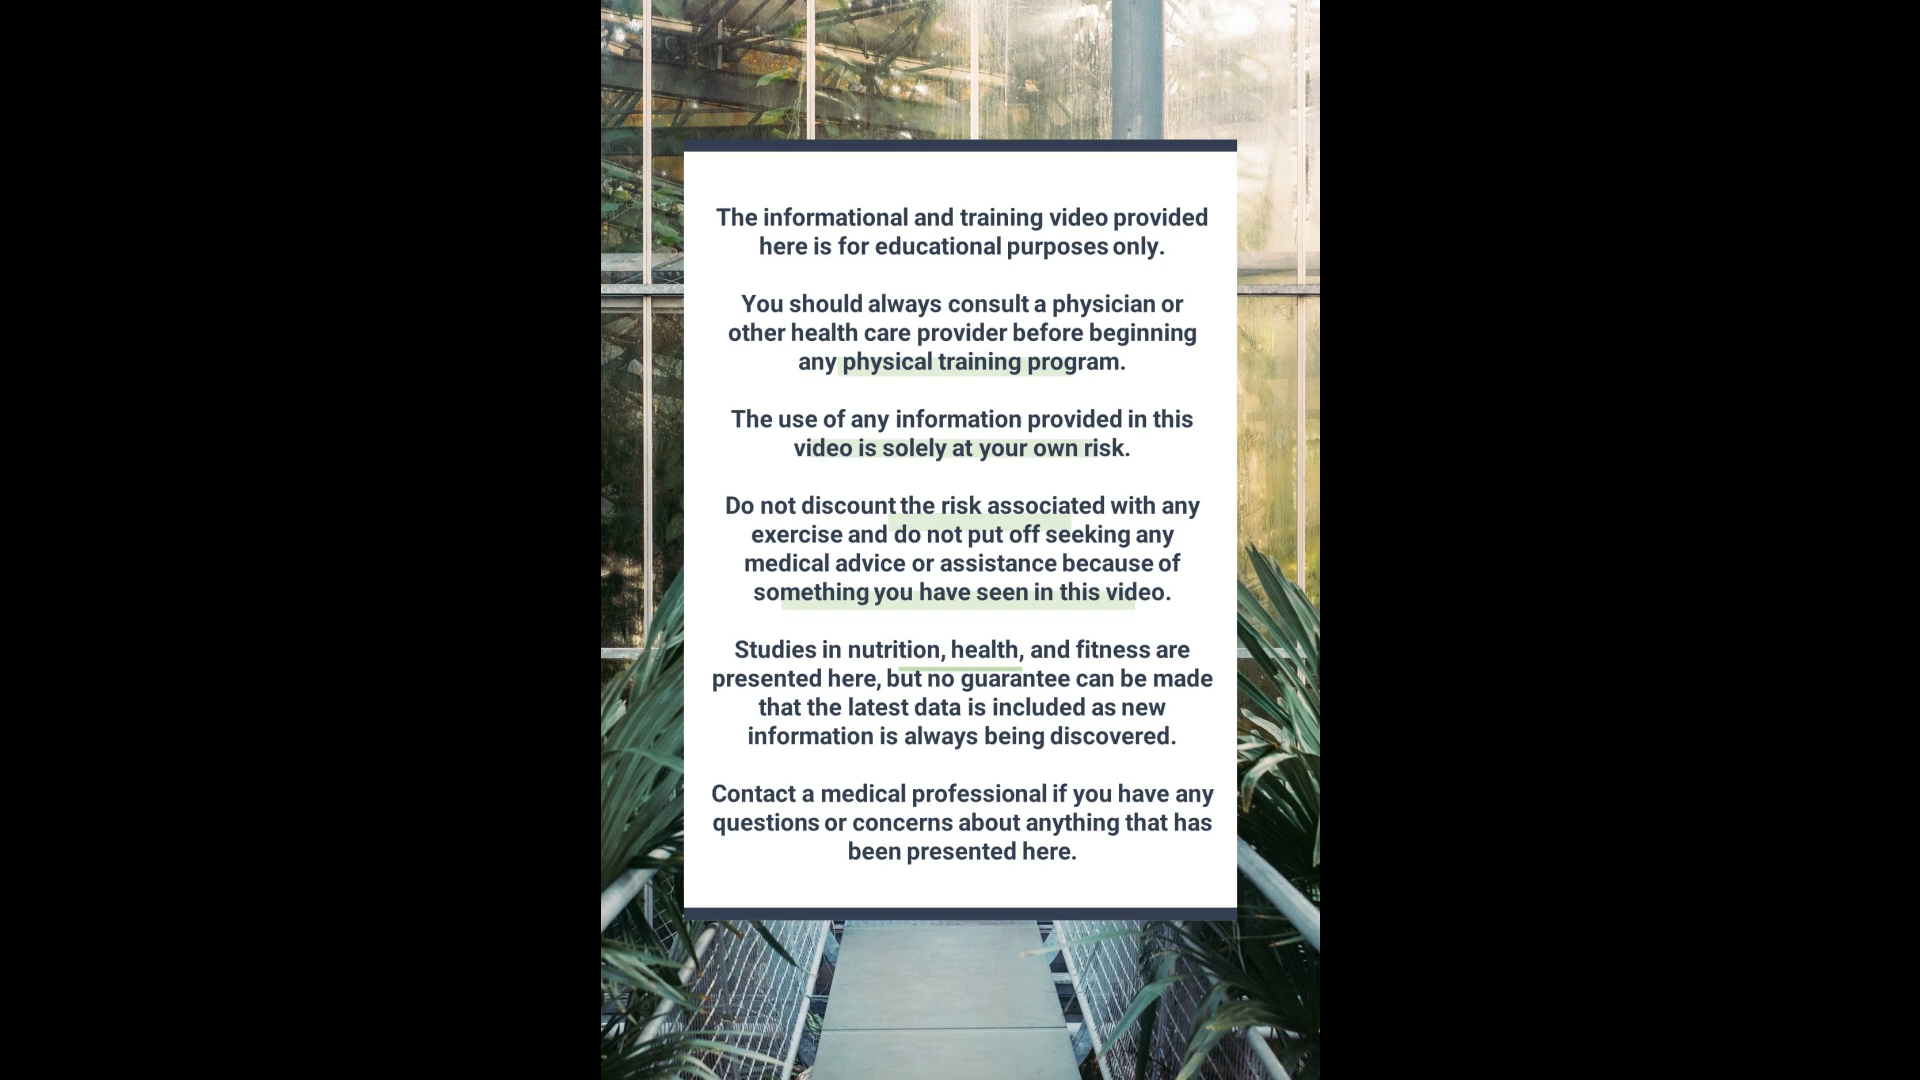 The informational and training video provided
here is for educational purposes only.
You should always consult a physician or
other health care provider before beginning
any physical training program.
The use of any information provided in this
video is solely at your own risk.
Do not discount the risk associated with any
exercise and do not put off seeking any
medical advice or assistance because of
something you have seen in this video.
Studies in nutrition, health, and fitness are
presented here, but no guarantee can be made
that the latest data is included as new
information is always being discovered.
Contact a medical professional if you have any
questions or concerns about anything that has
been presented here.